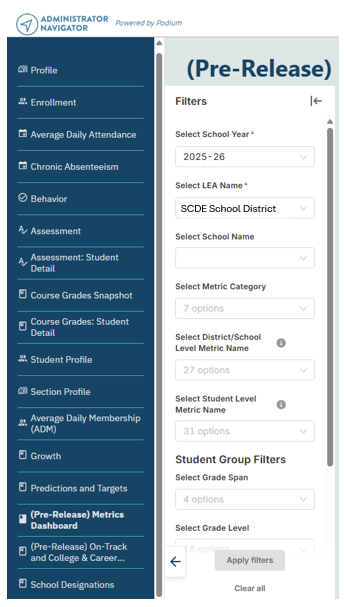 ADMINISTRATOR
NAVIGATOR
Powered by Podium
Profile
Enrollment
Average Daily Attendance
Chronic Absenteeism
Behavior
Assessment
Assessment: Student
Detail
Course Grades Snapshot
Course Grades: Student
Detail
Student Profile
Section Profile
Average Daily Membership
(ADM)
Growth
Predictions and Targets
(Pre-Release) Metrics
Dashboard
(Pre-Release) On-Track
and College & Career...
School Designations
(Pre-Release)
Filters
Select School Year*
2025-26
Select LEA Name*
SCDE School District
Select School Name
Select Metric Category
7 options
Select District/School
Level Metric Name
27 options
Select Student Level
Metric Name
31 options
Student Group Filters
Select Grade Span
4 options
Select Grade Level
options
Apply filters
Clear all